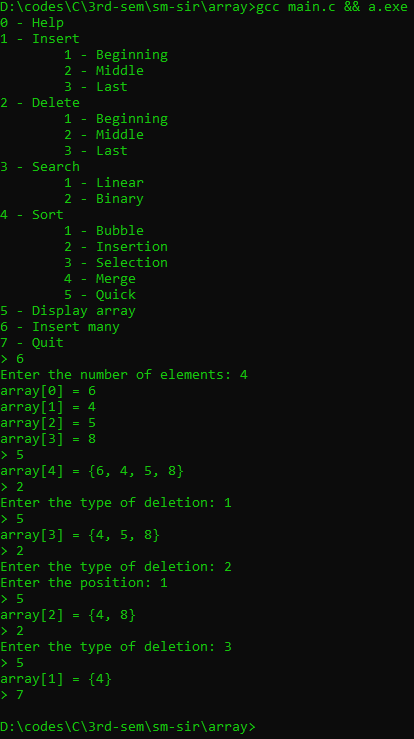 D:\codes\C\3rd-sem\sm-sir\array>gcc main.c && a.exe
0 - Help
1 - Insert
        1 - Beginning
        2 - Middle
        3 - Last
2 - Delete
        1 - Beginning
        2 - Middle
        3 - Last
3 - Search
        1 - Linear
        2 - Binary
4 - Sort
        1 - Bubble
        2 - Insertion
        3 - Selection
        4 - Merge
        5 - Quick
5 - Display array
6 - Insert many
7 - Quit
> 6
Enter the number of elements: 4
array[0] = 6
array[1] = 4
array[2] = 5
array[3] = 8
> 5
array[4] = {6, 4, 5, 8}
> 2
Enter the type of deletion: 1
> 5
array[3] = {4, 5, 8}
> 2
Enter the type of deletion: 2
Enter the position: 1
> 5
array[2] = {4, 8}
> 2
Enter the type of deletion: 3
> 5
array[1] = {4}
> 7

D:\codes\C\3rd-sem\sm-sir\array>